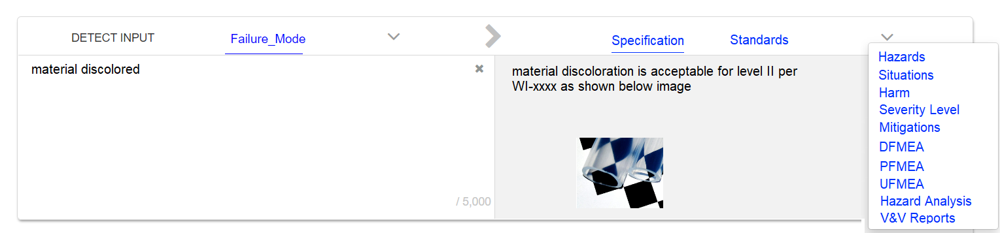 DETECT INPUT Failure_Mode Specification Standards
material discolored
/ 5,000
material discoloration is acceptable for level II per
WI-xxxx as shown below image
Hazards
Situations
Harm
Severity Level
Mitigations
DFMEA
PFMEA
UFMEA
Hazard Analysis
V&V Reports